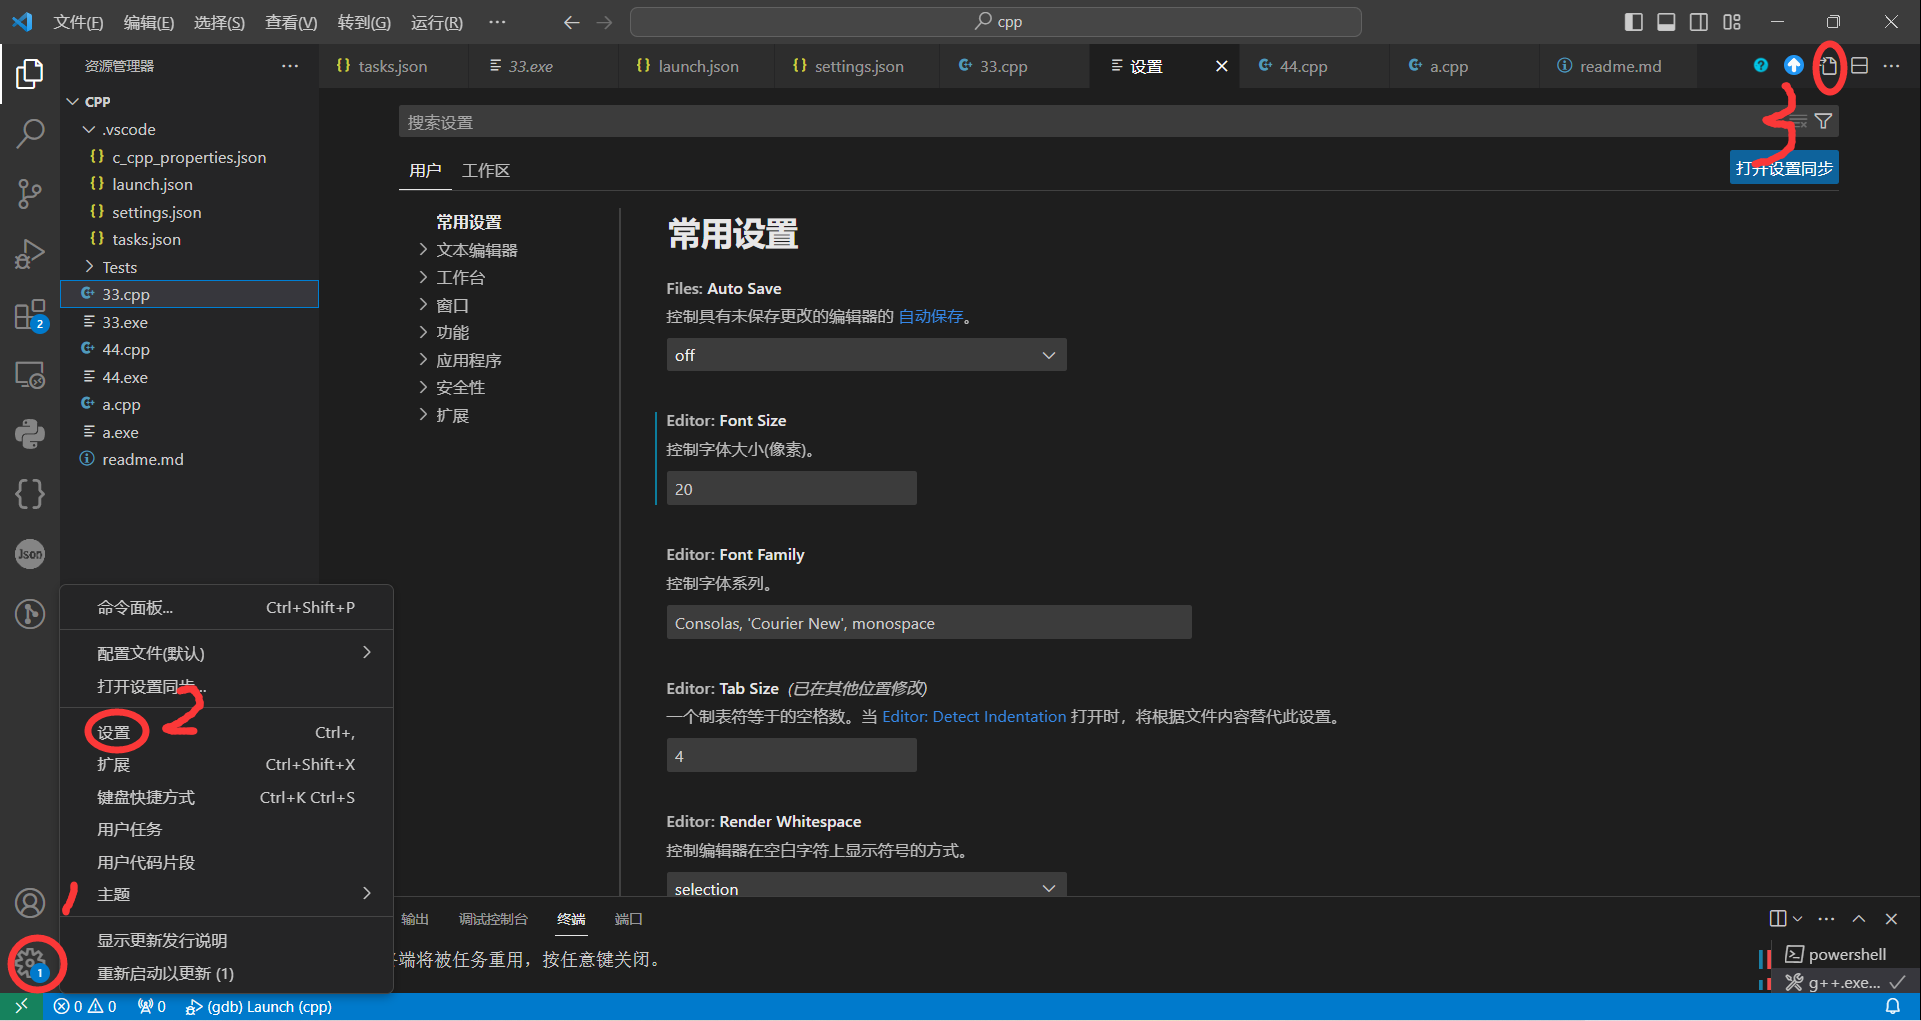 文件(F) 编辑(E) 选择(S) 查看(V) 转到(G) 运行(R) ··· cpp
资源管理器 ···
tasks.json 33.exe launch.json settings.json 33.cpp 设置 44.cpp a.cpp readme.md
CPP
.vscode
c_cpp_properties.json
launch.json
settings.json
tasks.json
Tests
33.cpp
33.exe
44.cpp
44.exe
a.cpp
a.exe
readme.md
2
Json
搜索设置
3
用户 工作区
打开设置同步
常用设置
文本编辑器
工作台
窗口
功能
应用程序
安全性
扩展
常用设置
Files: Auto Save
控制具有未保存更改的编辑器的 自动保存。
off
Editor: Font Size
控制字体大小(像素)。
20
Editor: Font Family
控制字体系列。
Consolas, 'Courier New', monospace
Editor: Tab Size (已在其他位置修改)
一个制表符等于的空格数。当 Editor: Detect Indentation 打开时，将根据文件内容替代此设置。
4
Editor: Render Whitespace
控制编辑器在空白字符上显示符号的方式。
selection
命令面板... Ctrl+Shift+P
配置文件(默认)
打开设置同步...
设置 2 Ctrl+,
扩展 Ctrl+Shift+X
键盘快捷方式 Ctrl+K Ctrl+S
用户任务
用户代码片段
主题
1
显示更新发行说明
重新启动以更新 (1)
1
输出 调试控制台 终端 端口
端将被任务重用，按任意键关闭。
powershell
g++.exe...
0 0 0 (gdb) Launch (cpp)